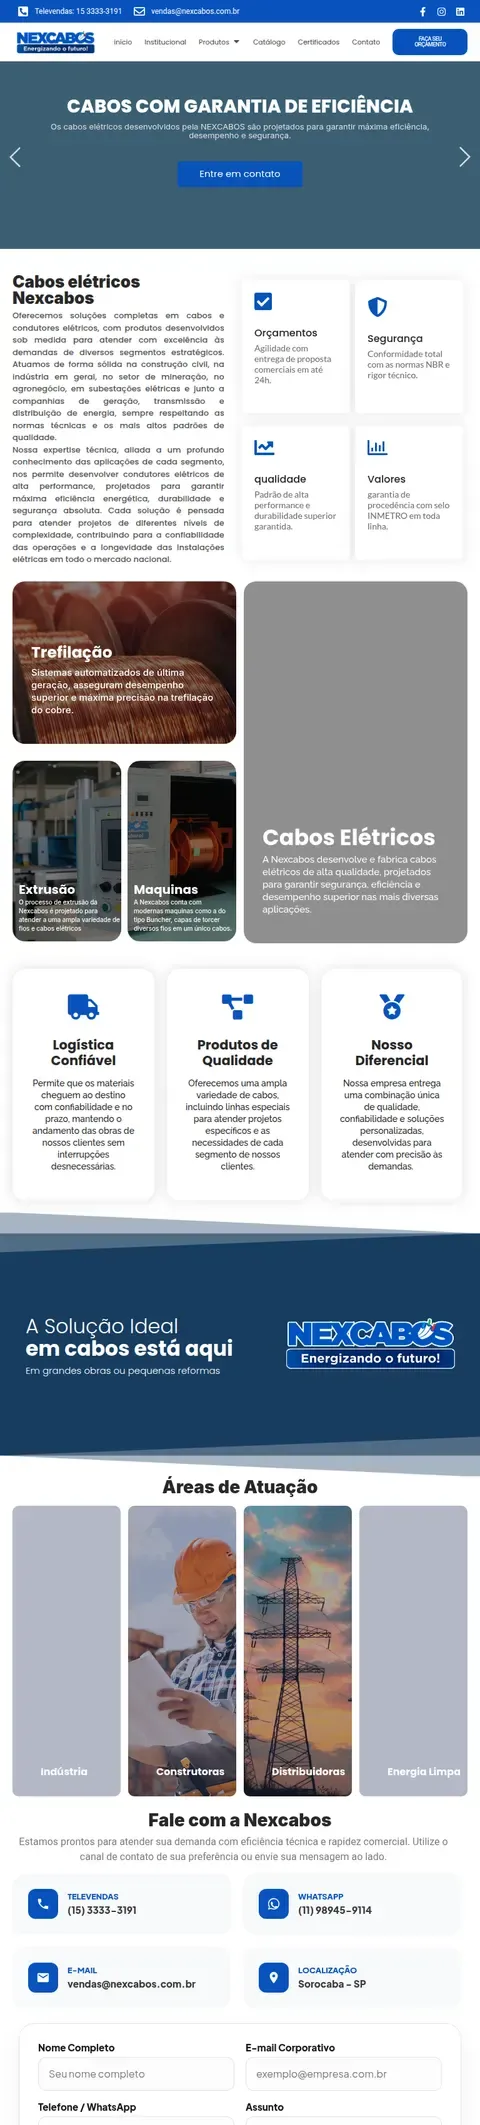 Televendas: 15 3333-3191
vendas@nexcabos.com.br
NEXCABOS
Energizando o futuro!
início
Institucional
Produtos
Catálogo
Certificados
Contato
FAÇA SEU
ORÇAMENTO
CABOS COM GARANTIA DE EFICIÊNCIA
Os cabos elétricos desenvolvidos pela NEXCABOS são projetados para garantir máxima eficiência,
desempenho e segurança.
Entre em contato
Cabos elétricos
Nexcabos
Oferecemos soluções completas em cabos e
condutores elétricos, com produtos desenvolvidos
sob medida para atender com excelência às
demandas de diversos segmentos estratégicos.
Atuamos de forma sólida na construção civil, na
indústria em geral, no setor de mineração, no
agronegócio, em subestações elétricas e junto a
companhias de geração, transmissão e
distribuição de energia, sempre respeitando as
normas técnicas e os mais altos padrões de
qualidade.
Nossa expertise técnica, aliada a um profundo
conhecimento das aplicações de cada segmento,
nos permite desenvolver condutores elétricos de
alta performance, projetados para garantir
máxima eficiência energética, durabilidade e
segurança absoluta. Cada solução é pensada
para atender projetos de diferentes níveis de
complexidade, contribuindo para a confiabilidade
das operações e a longevidade das instalações
elétricas em todo o mercado nacional.
Orçamentos
Agilidade com
entrega de proposta
comerciais em até
24h.
Segurança
Conformidade total
com as normas NBR e
rigor técnico.
qualidade
Padrão de alta
performance e
durabilidade superior
garantida.
Valores
garantia de
procedência com selo
INMETRO em toda
linha.
Trefilação
Sistemas automatizados de última
geração, asseguram desempenho
superior e máxima precisão na trefilação
do cobre.
Extrusão
O processo de extrusão da
Nexcabos é projetado para
atender a uma ampla variedade de
fios e cabos elétricos
Maquinas
A Nexcabos conta com
modernas maquinas como a do
tipo Buncher, capas de torcer
diversos fios em um único cabos.
Cabos Elétricos
A Nexcabos desenvolve e fabrica cabos
elétricos de alta qualidade, projetados
para garantir segurança, eficiência e
desempenho superior nas mais diversas
aplicações.
Logística
Confiável
Permite que os materiais
cheguem ao destino
com confiabilidade e no
prazo, mantendo o
andamento das obras de
nossos clientes sem
interrupções
desnecessárias.
Produtos de
Qualidade
Oferecemos uma ampla
variedade de cabos,
incluindo linhas especiais
para atender projetos
específicos e as
necessidades de cada
segmento de nossos
clientes.
Nosso
Diferencial
Nossa empresa entrega
uma combinação única
de qualidade,
confiabilidade e soluções
personalizadas,
desenvolvidas para
atender com precisão às
demandas.
A Solução Ideal
em cabos está aqui
Em grandes obras ou pequenas reformas
NEXCABOS
Energizando o futuro!
Áreas de Atuação
Indústria
Construtoras
Distribuidoras
Energia Limpa
Fale com a Nexcabos
Estamos prontos para atender sua demanda com eficiência técnica e rapidez comercial. Utilize o
canal de contato de sua preferência ou envie sua mensagem ao lado.
TELEVENDAS
(15) 3333-3191
WHATSAPP
(11) 98945-9114
E-MAIL
vendas@nexcabos.com.br
LOCALIZAÇÃO
Sorocaba - SP
Nome Completo
Seu nome completo
E-mail Corporativo
exemplo@empresa.com.br
Telefone / WhatsApp
Assunto